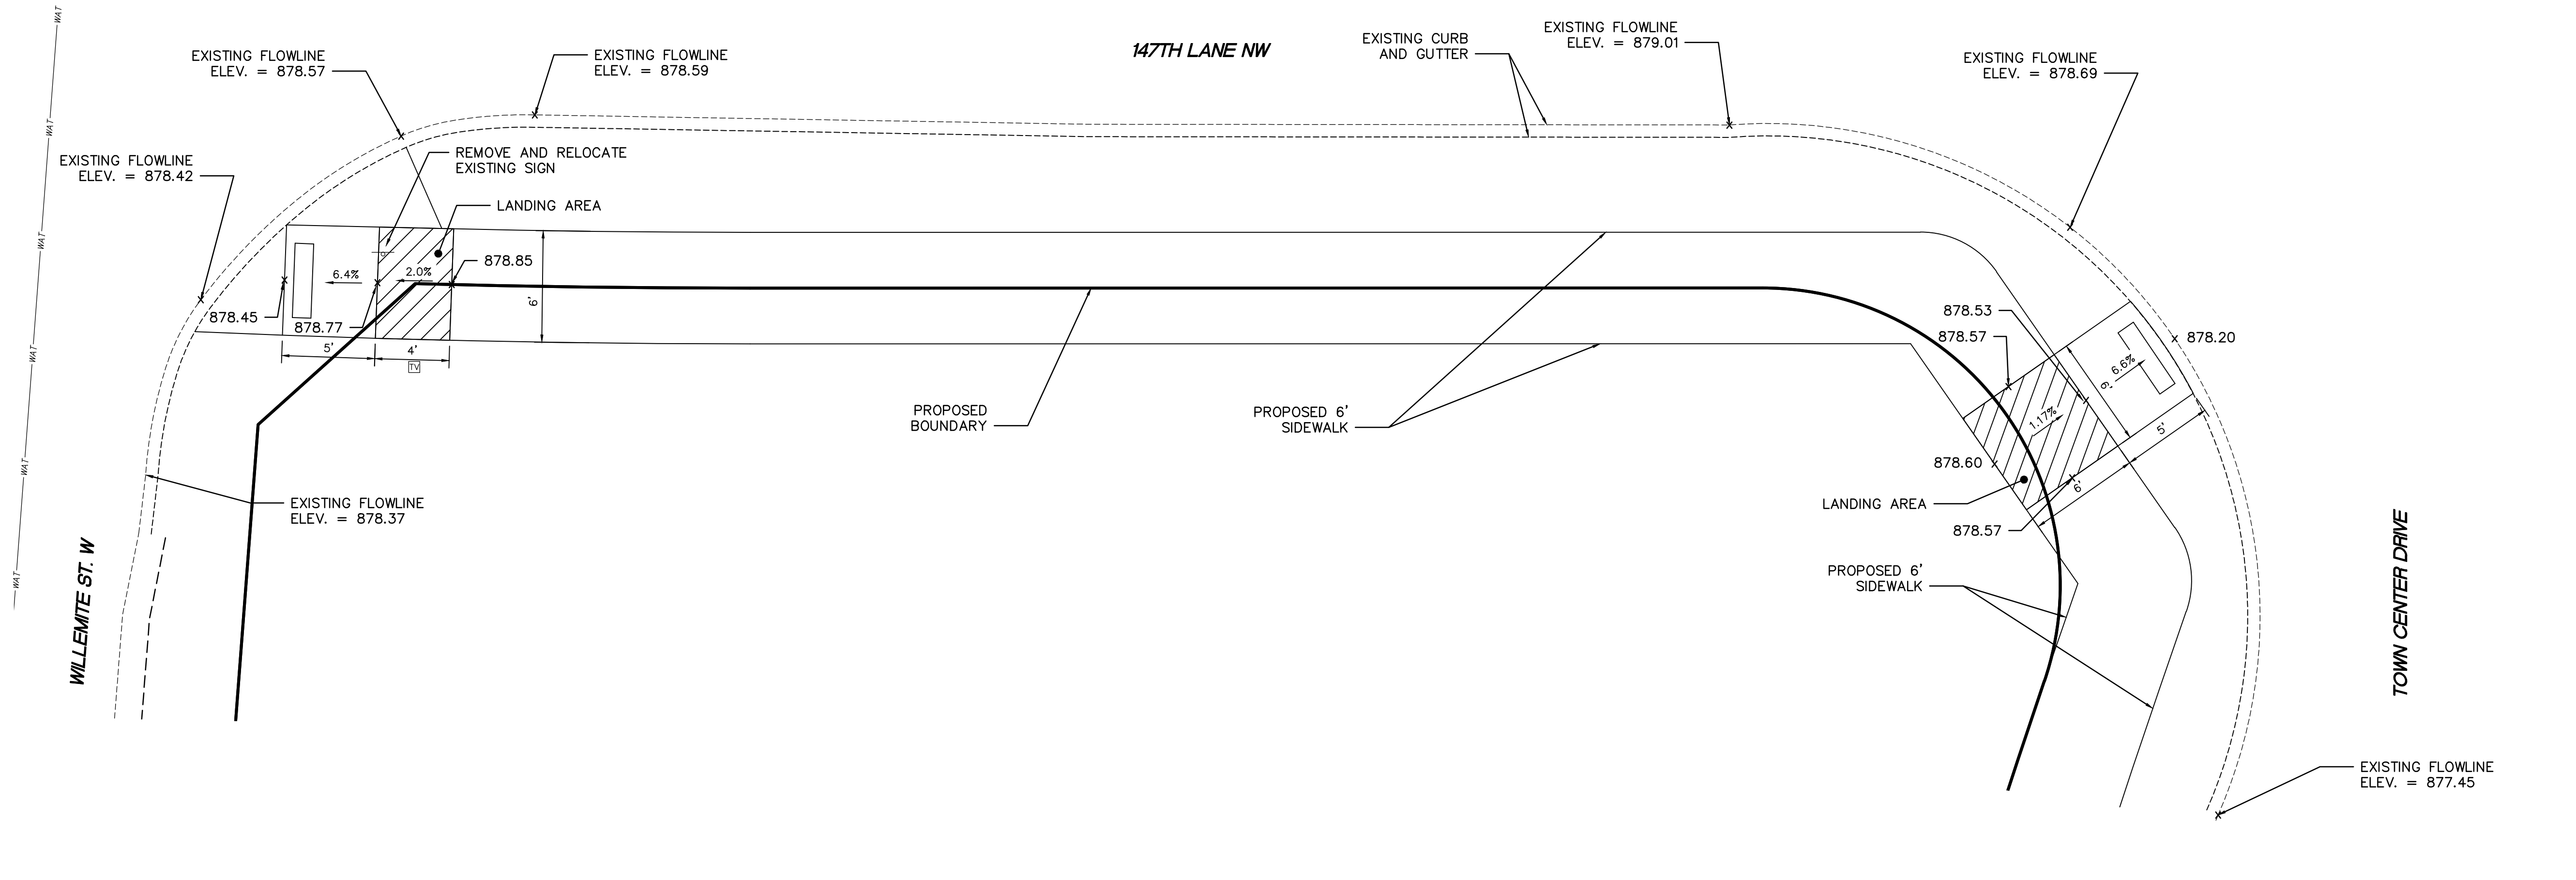 WAT
WAT
WAT
WAT
WAT
WAT
147TH LANE NW
EXISTING FLOWLINE
ELEV. = 878.57
EXISTING FLOWLINE
ELEV. = 878.59
EXISTING CURB
AND GUTTER
EXISTING FLOWLINE
ELEV. = 879.01
EXISTING FLOWLINE
ELEV. = 878.69
EXISTING FLOWLINE
ELEV. = 878.42
REMOVE AND RELOCATE
EXISTING SIGN
LANDING AREA
878.85
6.4%
2.0%
878.45
878.77
6'
5'
4'
TV
PROPOSED
BOUNDARY
PROPOSED 6'
SIDEWALK
878.53
878.57
878.20
6.6%
6'
1.17%
5'
878.60
6'
LANDING AREA
878.57
EXISTING FLOWLINE
ELEV. = 878.37
PROPOSED 6'
SIDEWALK
WILLEMITE ST. W
TOWN CENTER DRIVE
EXISTING FLOWLINE
ELEV. = 877.45